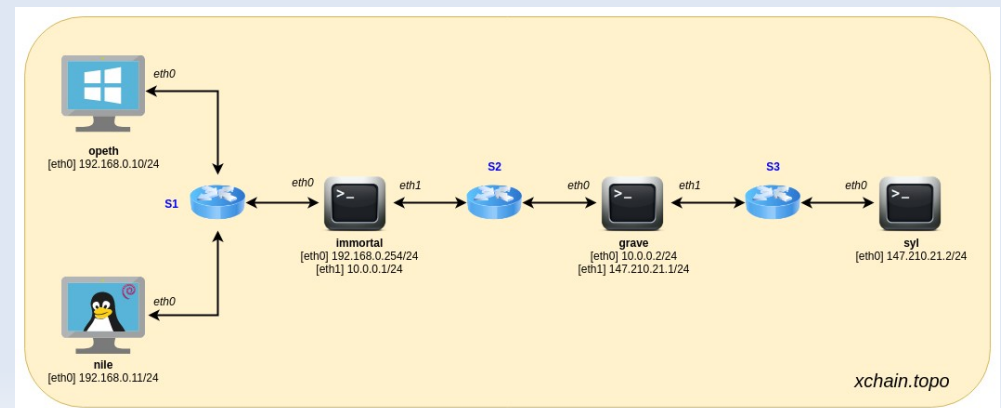 eth0
opeth
[eth0] 192.168.0.10/24
S1
eth0
immortal
[eth0] 192.168.0.254/24
[eth1] 10.0.0.1/24
eth1
S2
eth0
grave
[eth0] 10.0.0.2/24
[eth1] 147.210.21.1/24
eth1
S3
eth0
syl
[eth0] 147.210.21.2/24
eth0
nile
[eth0] 192.168.0.11/24
xchain.topo